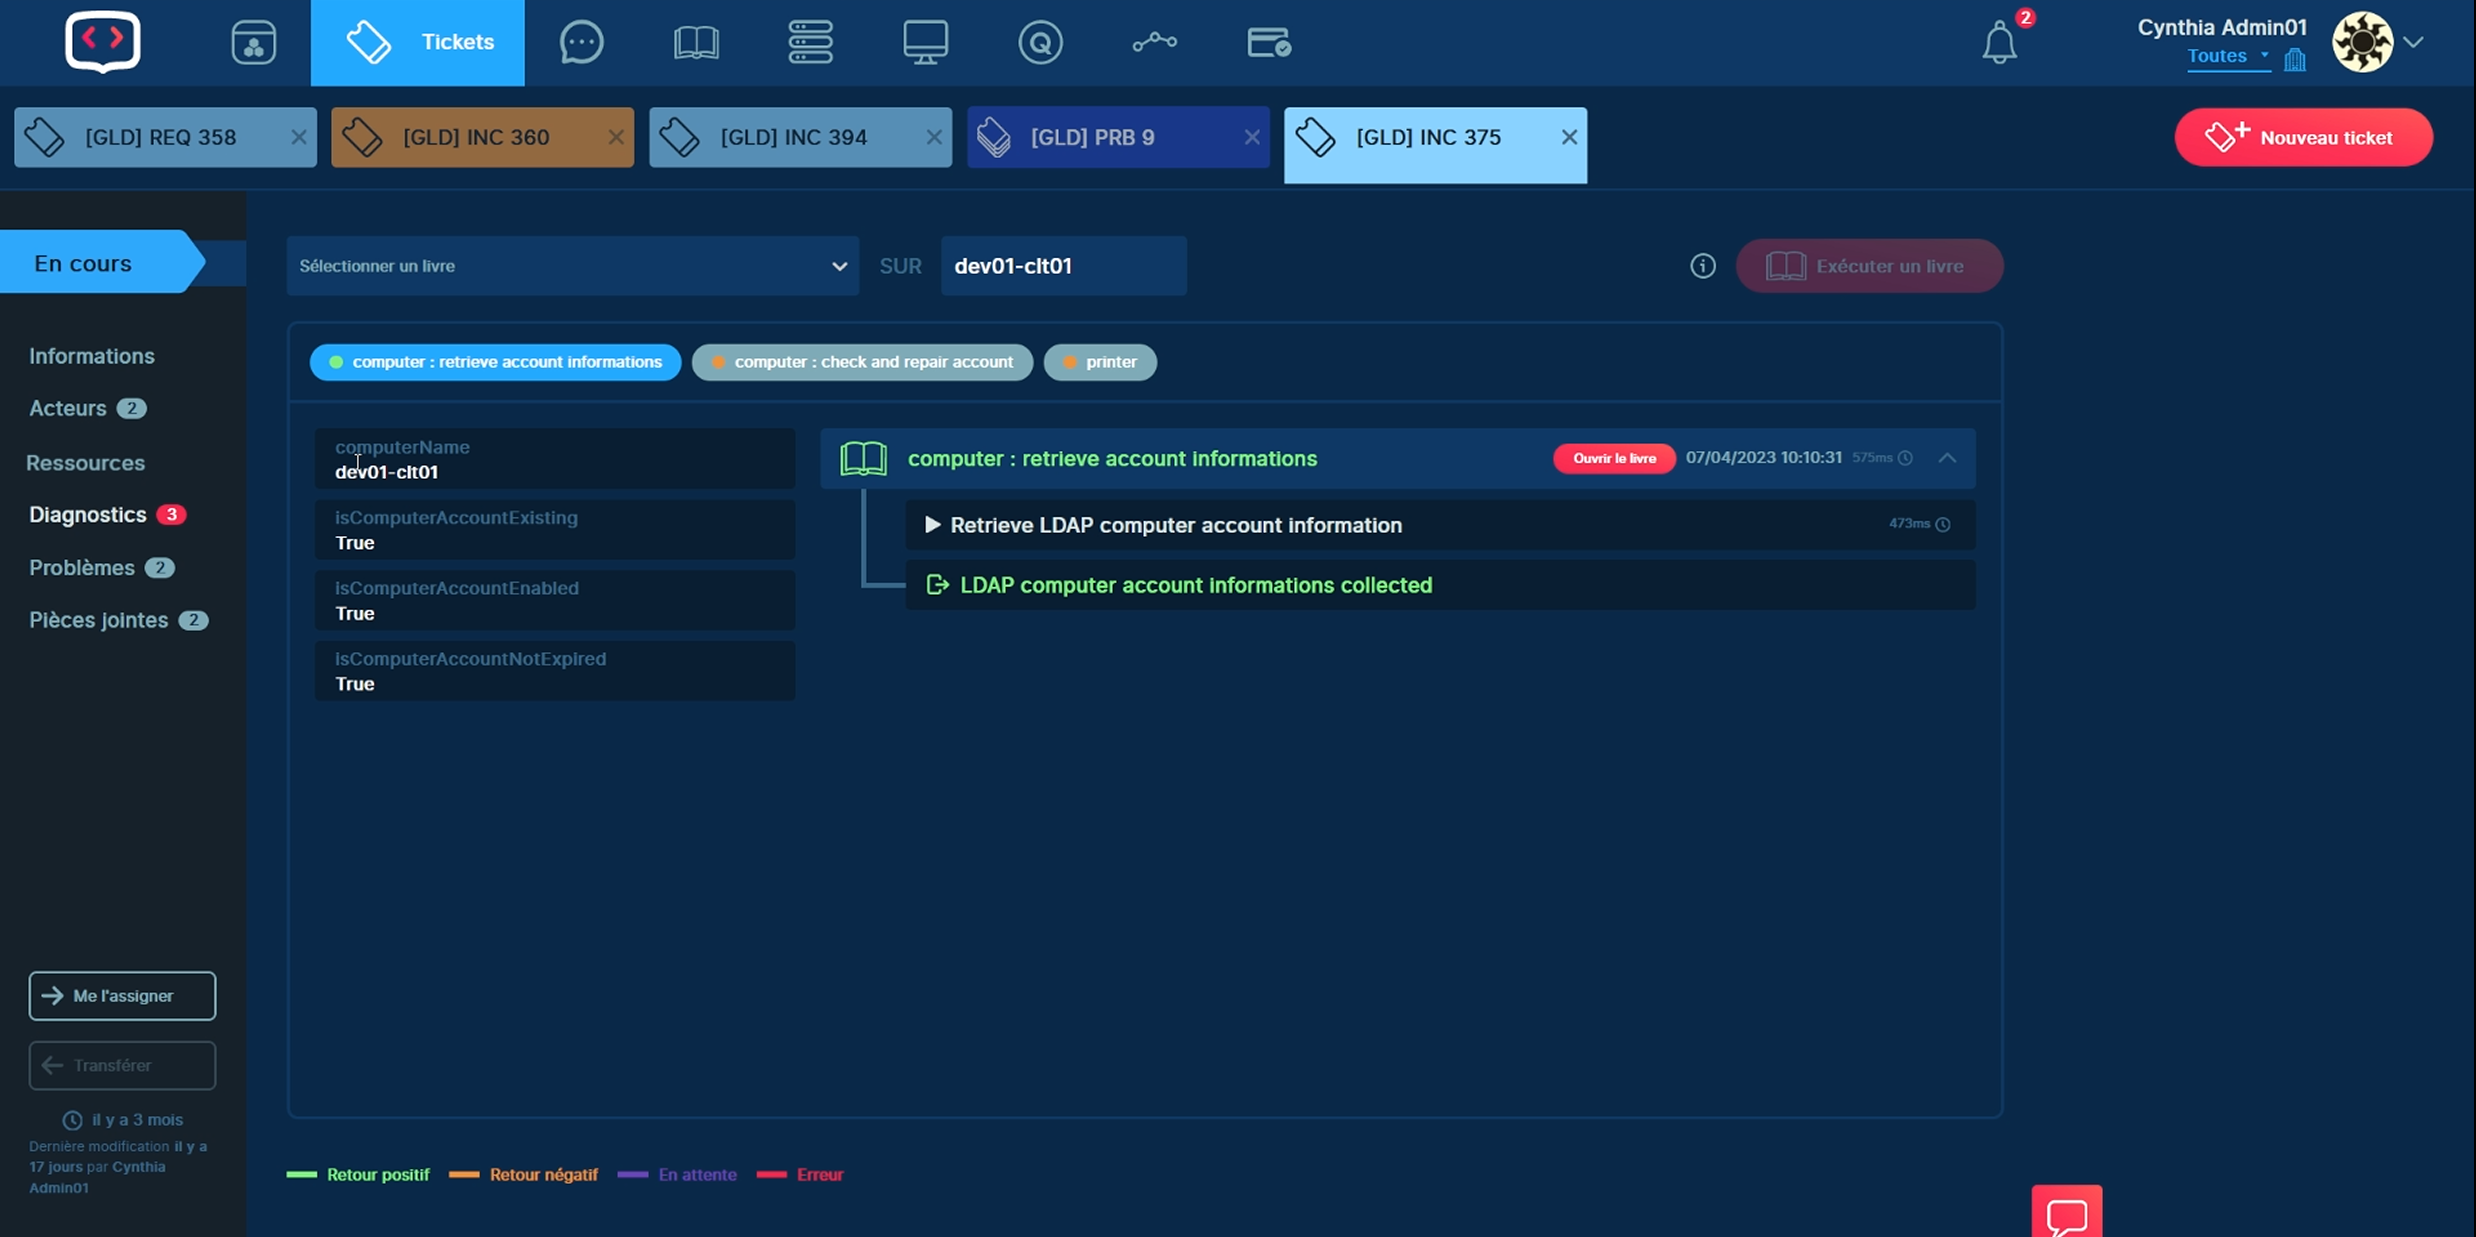 Tickets
2
Cynthia Admin01
Toutes
[GLD] REQ 358
[GLD] INC 360
[GLD] INC 394
[GLD] PRB 9
[GLD] INC 375
Nouveau ticket
En cours
Sélectionner un livre
SUR
dev01-clt01
Exécuter un livre
Informations
Acteurs 2
Ressources
Diagnostics 3
Problèmes 2
Pièces jointes 2
computer : retrieve account informations
computer : check and repair account
printer
computerName
dev01-clt01
isComputerAccountExisting
True
isComputerAccountEnabled
True
isComputerAccountNotExpired
True
computer : retrieve account informations
Ouvrir le livre
07/04/2023 10:10:31
575ms
Retrieve LDAP computer account information
473ms
LDAP computer account informations collected
Me l'assigner
Transférer
il y a 3 mois
Dernière modification il y a
17 jours par Cynthia
Admin01
Retour positif
Retour négatif
En attente
Erreur